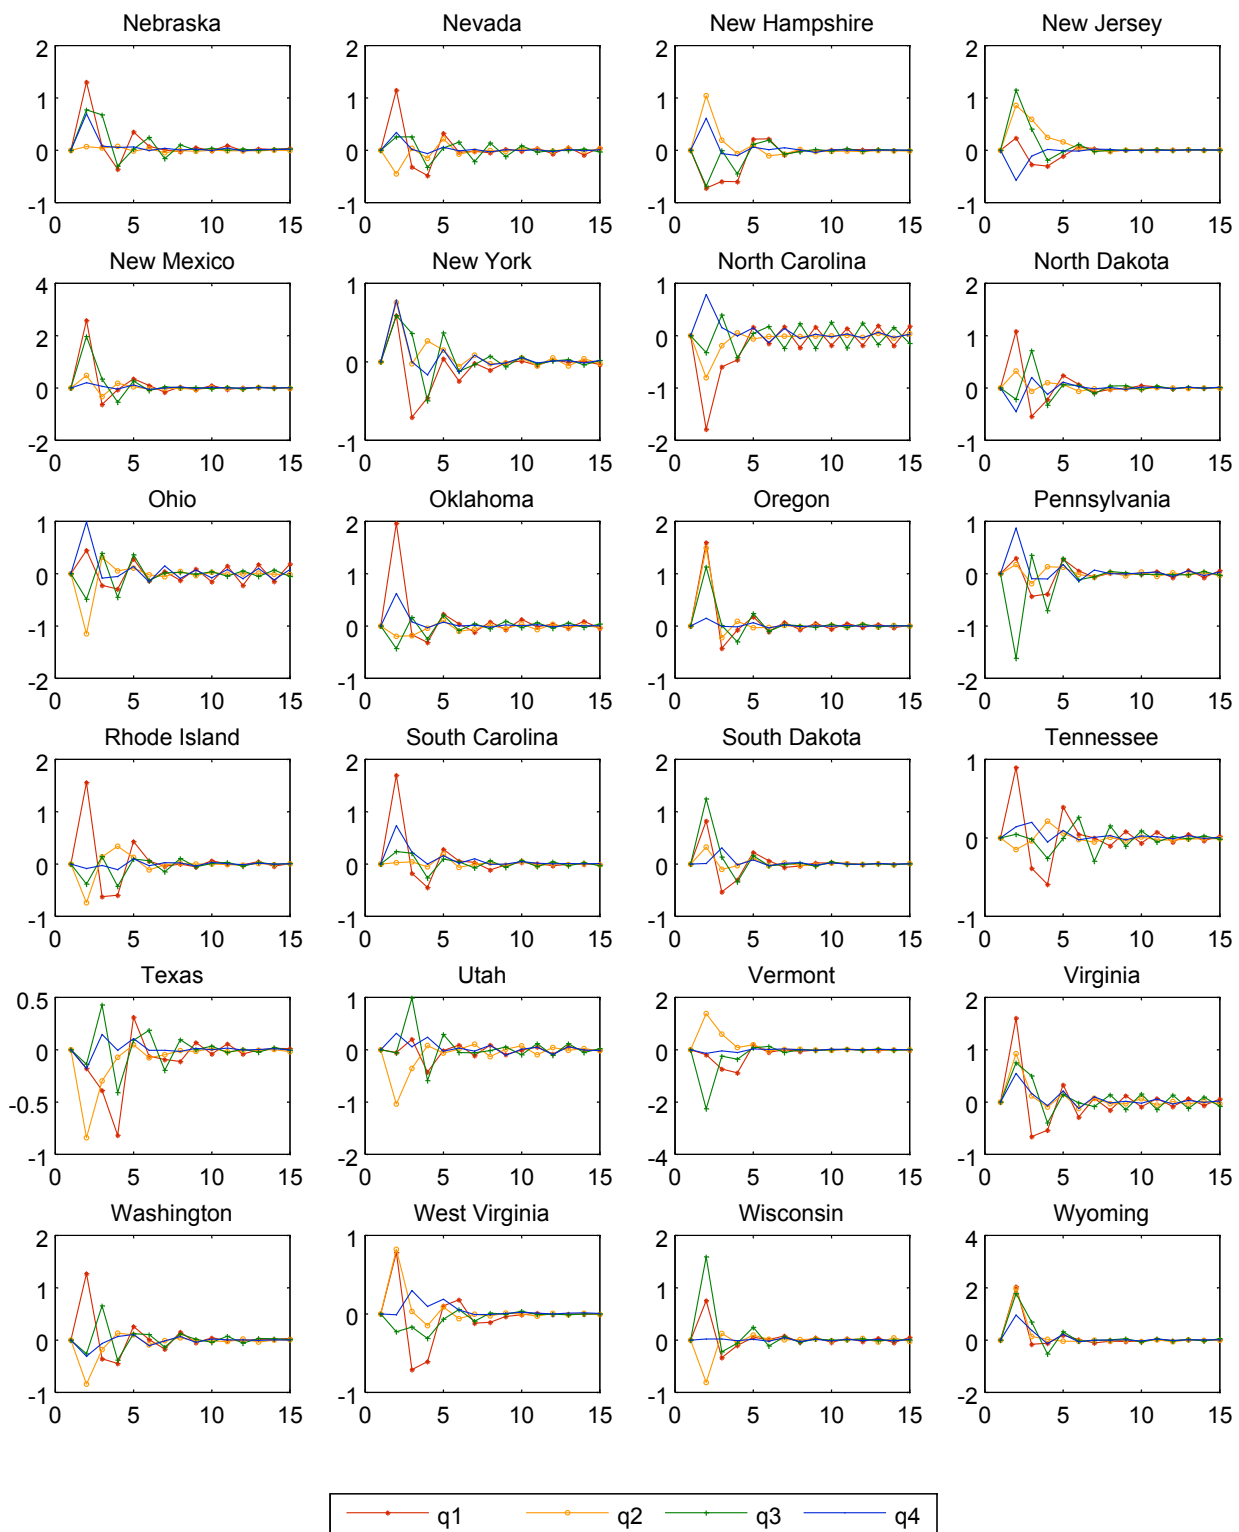 Nebraska Nevada New Hampshire New Jersey
2 2 2 2
1 1 1 1
0 0 0 0
-1 -1 -1 -1
0 5 10 15 0 5 10 15 0 5 10 15 0 5 10 15
New Mexico New York North Carolina North Dakota
4 1 1 2
2 0 0 1
0 -1 -1 0
-2 -2 -1
0 5 10 15 0 5 10 15 0 5 10 15 0 5 10 15
Ohio Oklahoma Oregon Pennsylvania
1 2 2 1
0 1 1 0
-1 0 0 -1
-2 -1 -1 -2
0 5 10 15 0 5 10 15 0 5 10 15 0 5 10 15
Rhode Island South Carolina South Dakota Tennessee
2 2 2 1
1 1 1 0
0 0 0 -1
-1 -1 -1
0 5 10 15 0 5 10 15 0 5 10 15 0 5 10 15
Texas Utah Vermont Virginia
0.5 1 2 2
0 0 0 1
-0.5 -1 -2 0
-1 -2 -4 -1
0 5 10 15 0 5 10 15 0 5 10 15 0 5 10 15
Washington West Virginia Wisconsin Wyoming
2 1 2 4
1 0 1 2
0 -1 0 0
-1 -1 -2
0 5 10 15 0 5 10 15 0 5 10 15 0 5 10 15
q1 q2 q3 q4